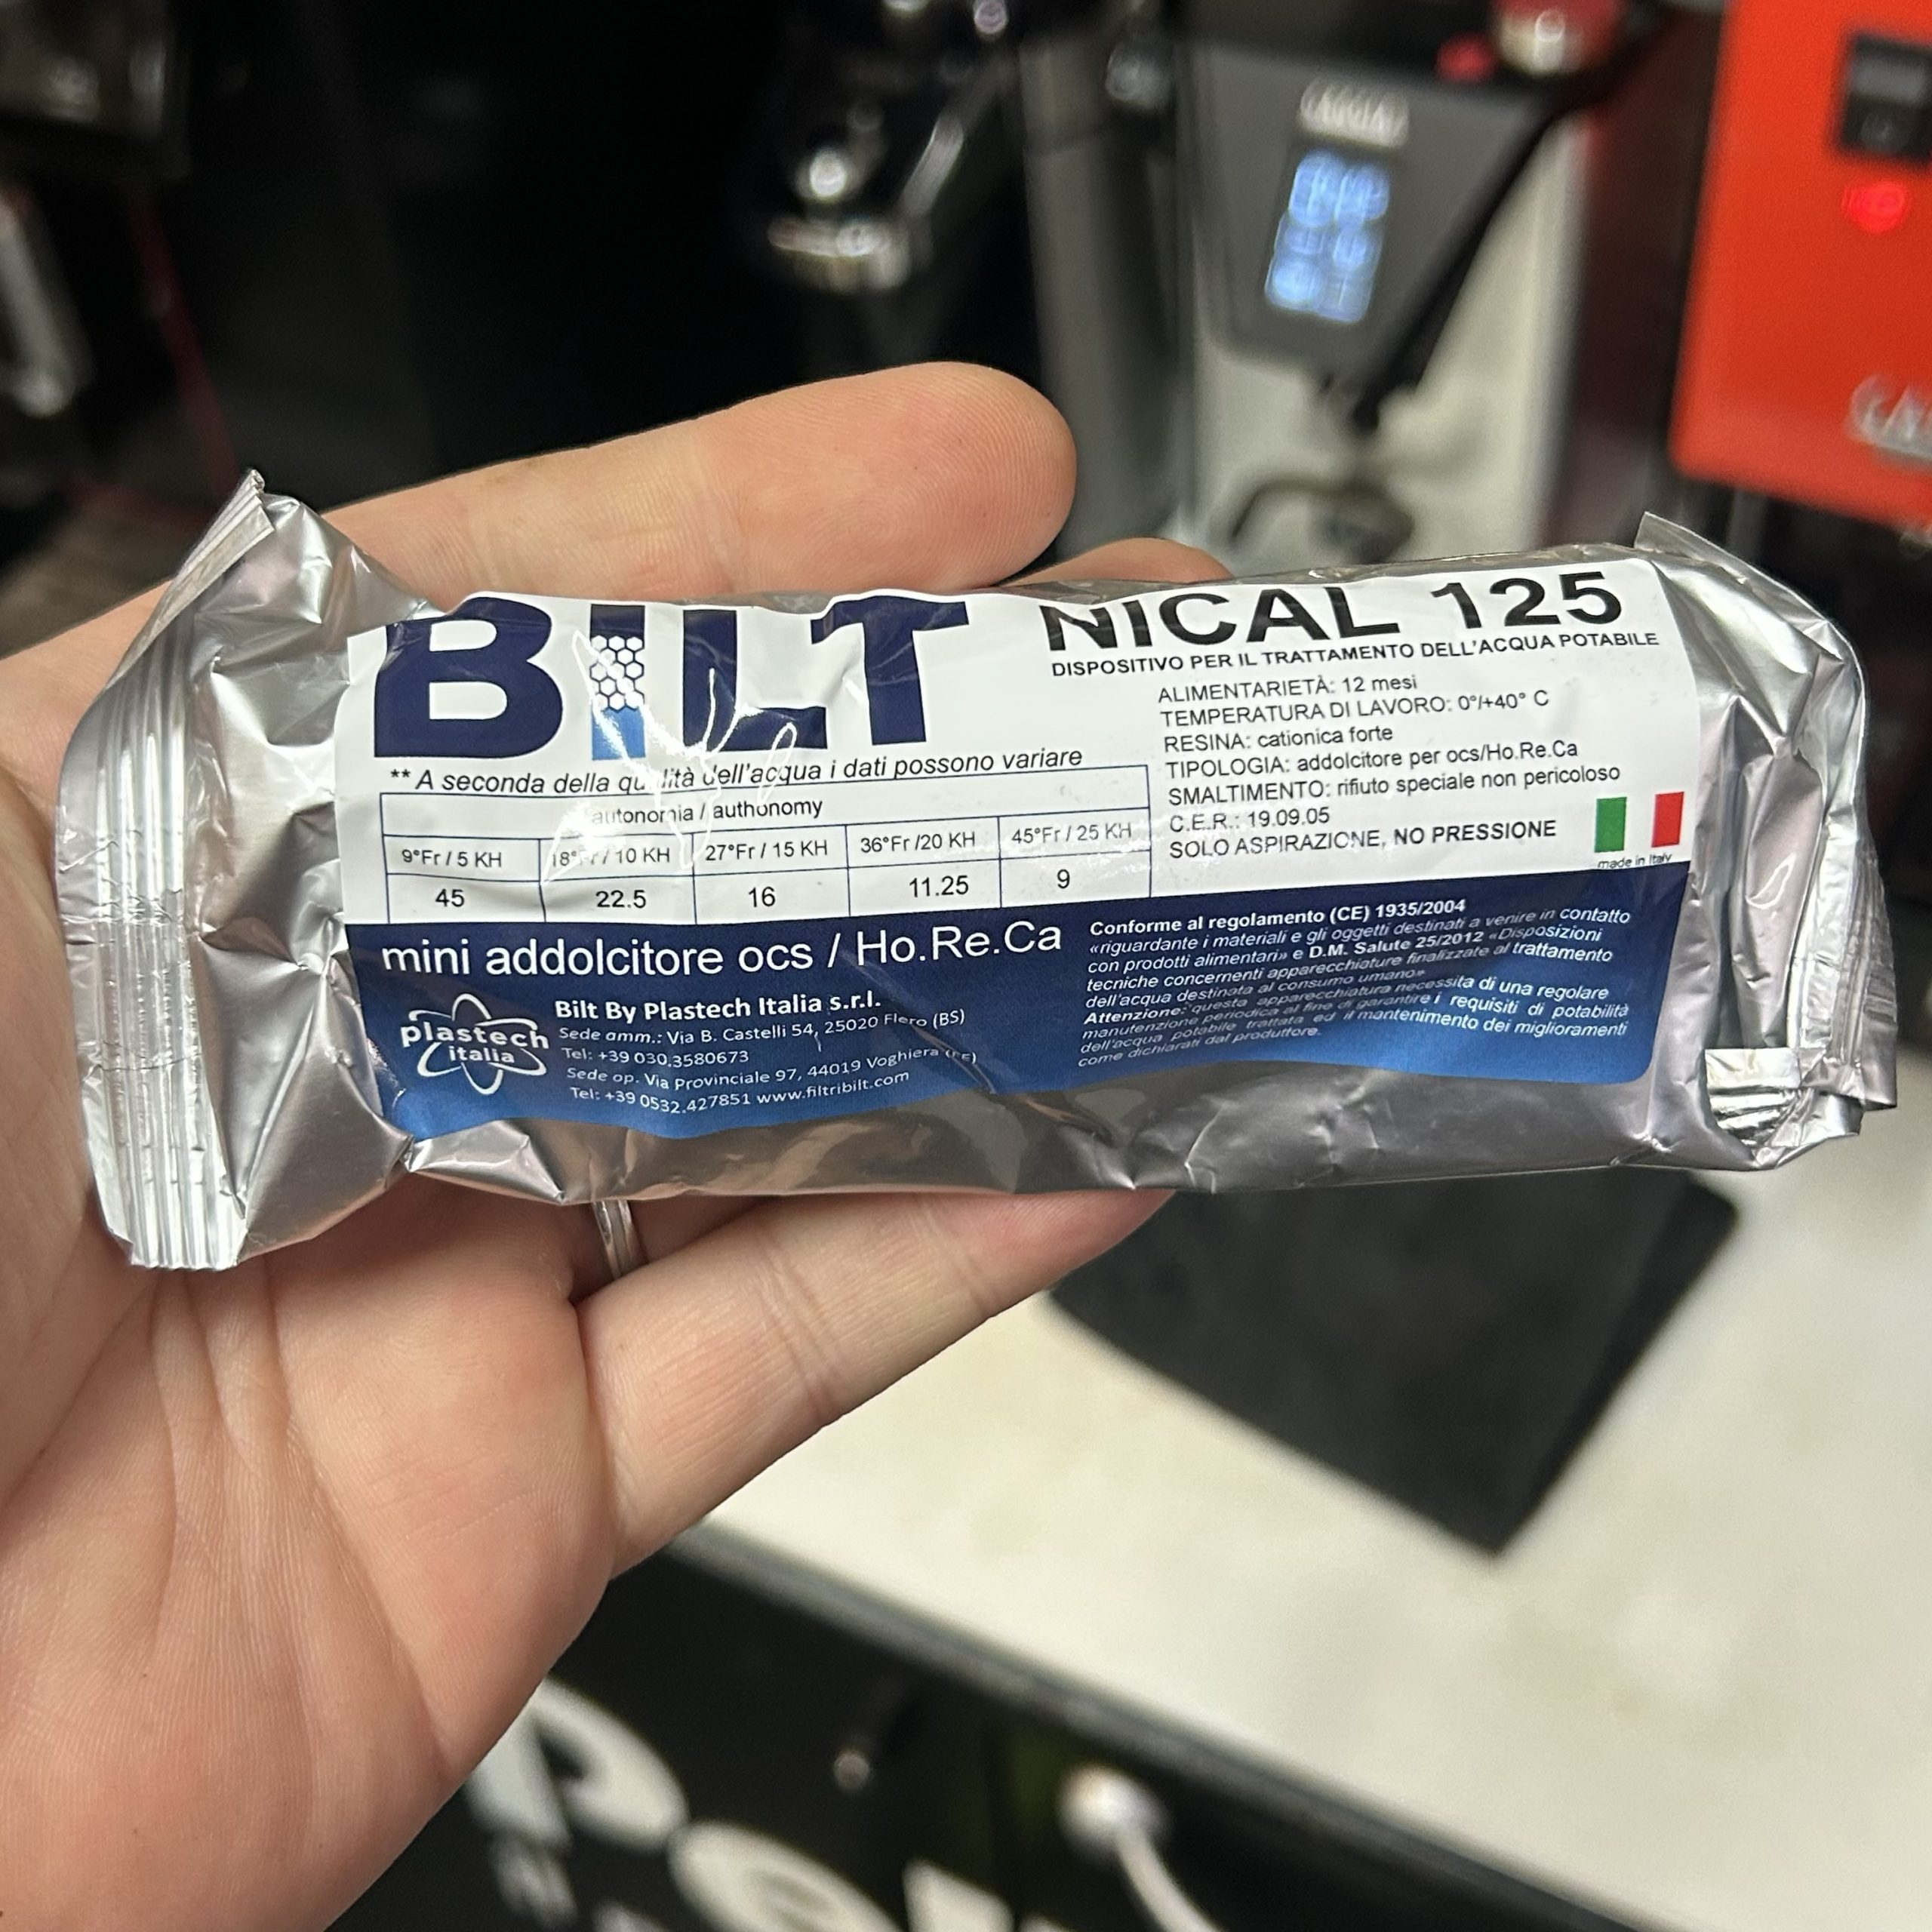 BILT
NICAL 125
DISPOSITIVO PER IL TRATTAMENTO DELL'ACQUA POTABILE
ALIMENTARIETÀ: 12 mesi
TEMPERATURA DI LAVORO: 0°/+40° C
RESINA: cationica forte
TIPOLOGIA: addolcitore per ocs/Ho.Re.Ca
SMALTIMENTO: rifiuto speciale non pericoloso
C.E.R.: 19.09.05
SOLO ASPIRAZIONE, NO PRESSIONE
made in Italy
** A seconda della qualità dell'acqua i dati possono variare
autonomia / authonomy
9°Fr / 5 KH 18°Fr / 10 KH 27°Fr / 15 KH 36°Fr /20 KH 45°Fr / 25 KH
45 22.5 16 11.25 9
mini addolcitore ocs / Ho.Re.Ca
plastech
italia
Bilt By Plastech Italia s.r.l.
Sede amm.: Via B. Castelli 54, 25020 Flero (BS)
Tel: +39 030.3580673
Sede op. Via Provinciale 97, 44019 Voghiera (FE)
Tel: +39 0532.427851 www.filtribilt.com
Conforme al regolamento (CE) 1935/2004
«riguardante i materiali e gli oggetti destinati a venire in contatto
con prodotti alimentari» e D.M. Salute 25/2012 «Disposizioni
tecniche concernenti apparecchiature finalizzate al trattamento
dell'acqua destinata al consumo umano»
Attenzione: "questa apparecchiatura necessita di una regolare
manutenzione periodica al fine di garantire i requisiti di potabilità
dell'acqua potabile trattata ed il mantenimento dei miglioramenti
come dichiarati dal produttore.